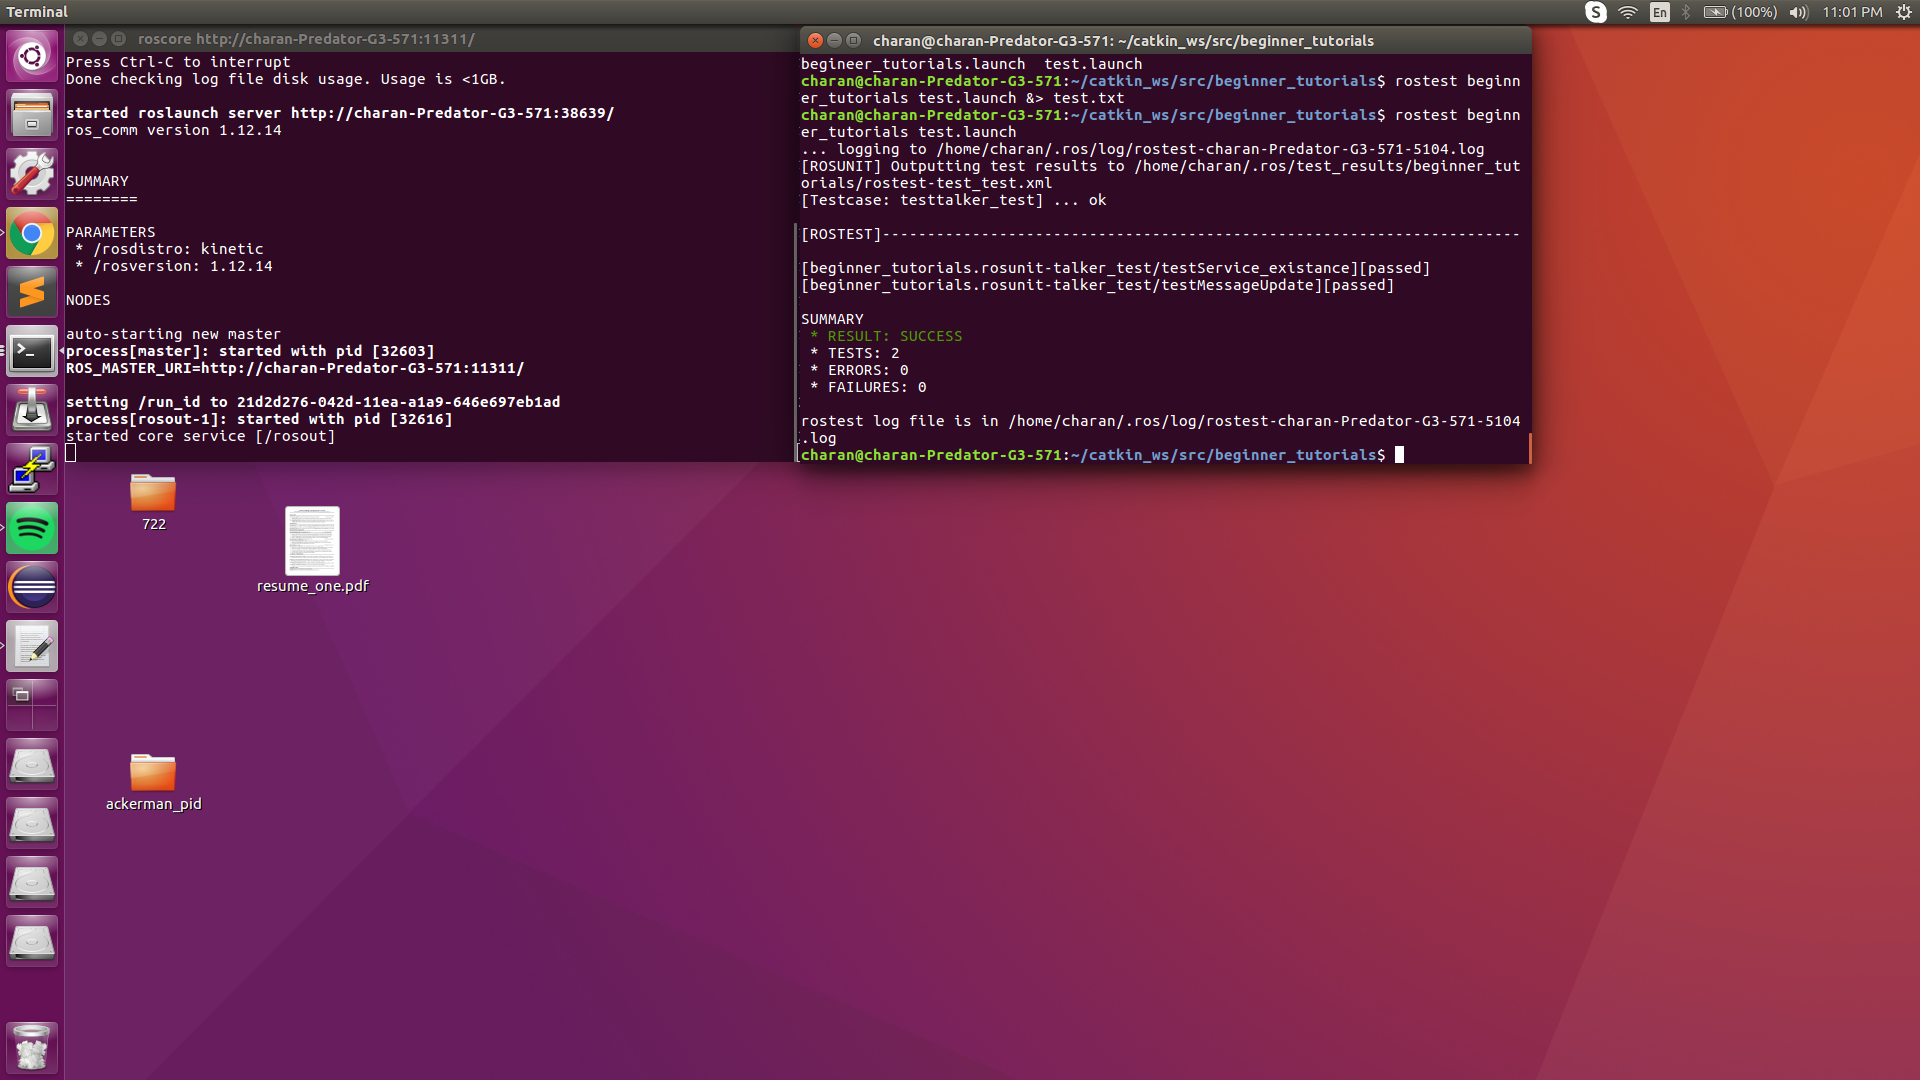 Terminal
S
En
(100%)
11:01 PM
roscore http://charan-Predator-G3-571:11311/
Press Ctrl-C to interrupt
Done checking log file disk usage. Usage is <1GB.
started roslaunch server http://charan-Predator-G3-571:38639/
ros_comm version 1.12.14
SUMMARY
========
PARAMETERS
* /rosdistro: kinetic
* /rosversion: 1.12.14
NODES
auto-starting new master
process[master]: started with pid [32603]
ROS_MASTER_URI=http://charan-Predator-G3-571:11311/
setting /run_id to 21d2d276-042d-11ea-a1a9-646e697eb1ad
process[rosout-1]: started with pid [32616]
started core service [/rosout]
charan@charan-Predator-G3-571: ~/catkin_ws/src/beginner_tutorials
begineer_tutorials.launch  test.launch
charan@charan-Predator-G3-571:~/catkin_ws/src/beginner_tutorials$ rostest beginn
er_tutorials test.launch &> test.txt
charan@charan-Predator-G3-571:~/catkin_ws/src/beginner_tutorials$ rostest beginn
er_tutorials test.launch
... logging to /home/charan/.ros/log/rostest-charan-Predator-G3-571-5104.log
[ROSUNIT] Outputting test results to /home/charan/.ros/test_results/beginner_tut
orials/rostest-test_test.xml
[Testcase: testtalker_test] ... ok
[ROSTEST]-----------------------------------------------------------------------
[beginner_tutorials.rosunit-talker_test/testService_existance][passed]
[beginner_tutorials.rosunit-talker_test/testMessageUpdate][passed]
SUMMARY
* RESULT: SUCCESS
* TESTS: 2
* ERRORS: 0
* FAILURES: 0
rostest log file is in /home/charan/.ros/log/rostest-charan-Predator-G3-571-5104
.log
charan@charan-Predator-G3-571:~/catkin_ws/src/beginner_tutorials$
722
resume_one.pdf
ackerman_pid